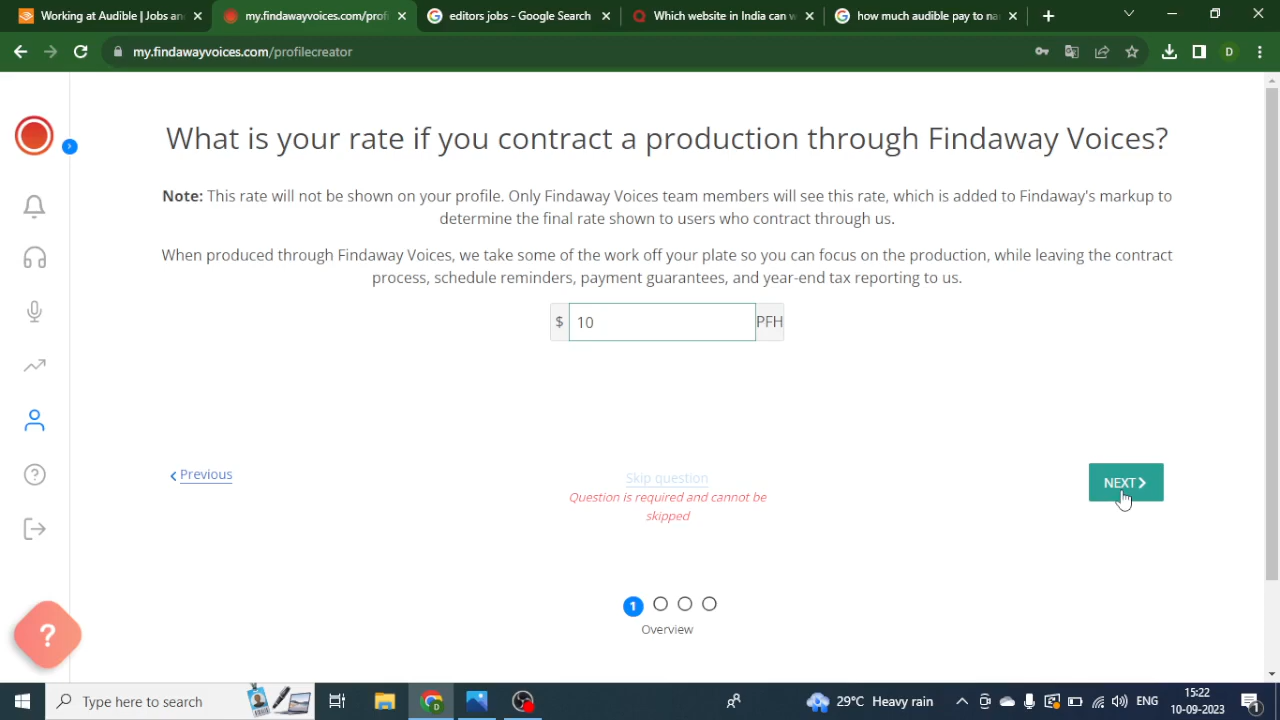 Working at Audible | Jobs and
my.findawayvoices.com/profi
editors jobs - Google Search
Which website in India can w
how much audible pay to na
my.findawayvoices.com/profilecreator
D
What is your rate if you contract a production through Findaway Voices?
Note: This rate will not be shown on your profile. Only Findaway Voices team members will see this rate, which is added to Findaway's markup to
determine the final rate shown to users who contract through us.
When produced through Findaway Voices, we take some of the work off your plate so you can focus on the production, while leaving the contract
process, schedule reminders, payment guarantees, and year-end tax reporting to us.
$ 10 PFH
Previous
Skip question
Question is required and cannot be
skipped
NEXT
1
Overview
?
Type here to search
29°C Heavy rain
ENG
15:22
10-09-2023
1